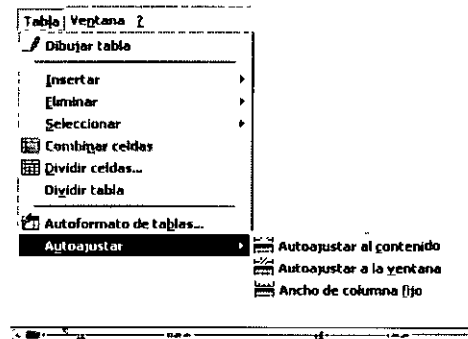 Tabla Ventana ?
Dibujar tabla
Insertar
Eliminar
Seleccionar
Combinar celdas
Dividir celdas...
Dividir tabla
Autoformato de tablas...
Autoajustar
Autoajustar al contenido
Autoajustar a la ventana
Ancho de columna fijo